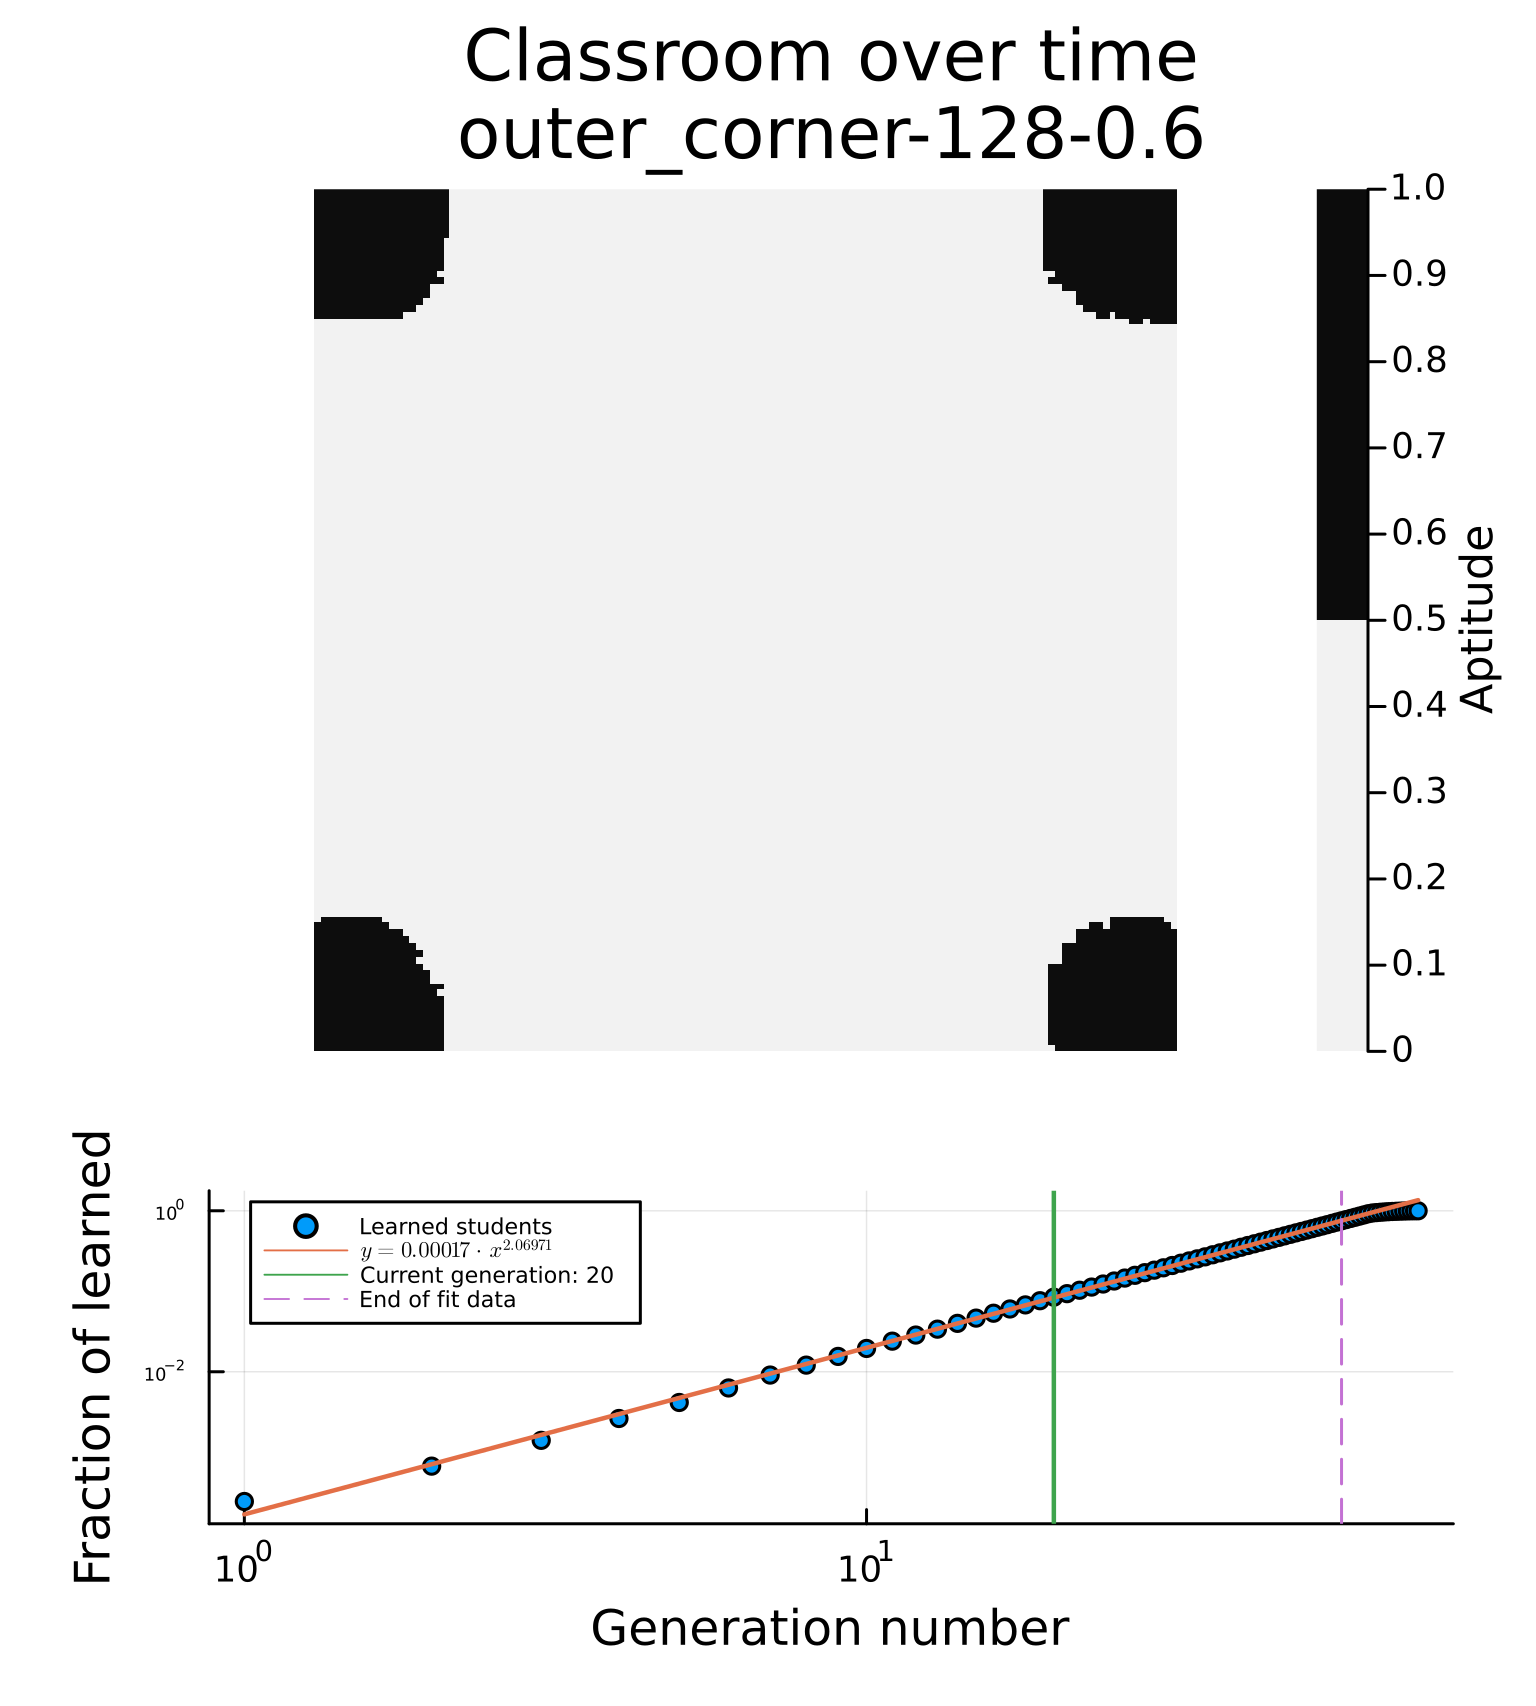 Classroom over time
outer_corner-128-0.6
1.0
0.9
0.8
0.7
0.6
0.5
0.4
0.3
0.2
0.1
0
Aptitude
Fraction of learned
10⁰
10⁻²
Learned students
y = 0.00017 · x^2.06971
Current generation: 20
End of fit data
10⁰
10¹
Generation number